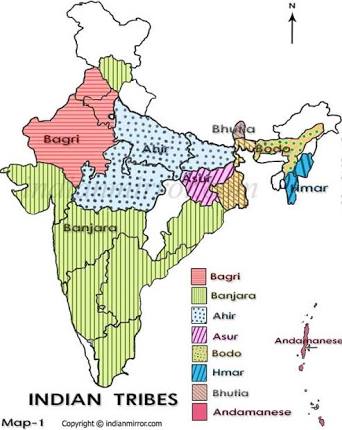 N
Bagri
Ahir
Bhutia
Bodo
Asur
Hmar
Banjara
Bagri
Banjara
Ahir
Asur
Bodo
Hmar
Bhutia
Andamanese
Andamanese
INDIAN TRIBES
Map-1 Copyright © indianmirror.com